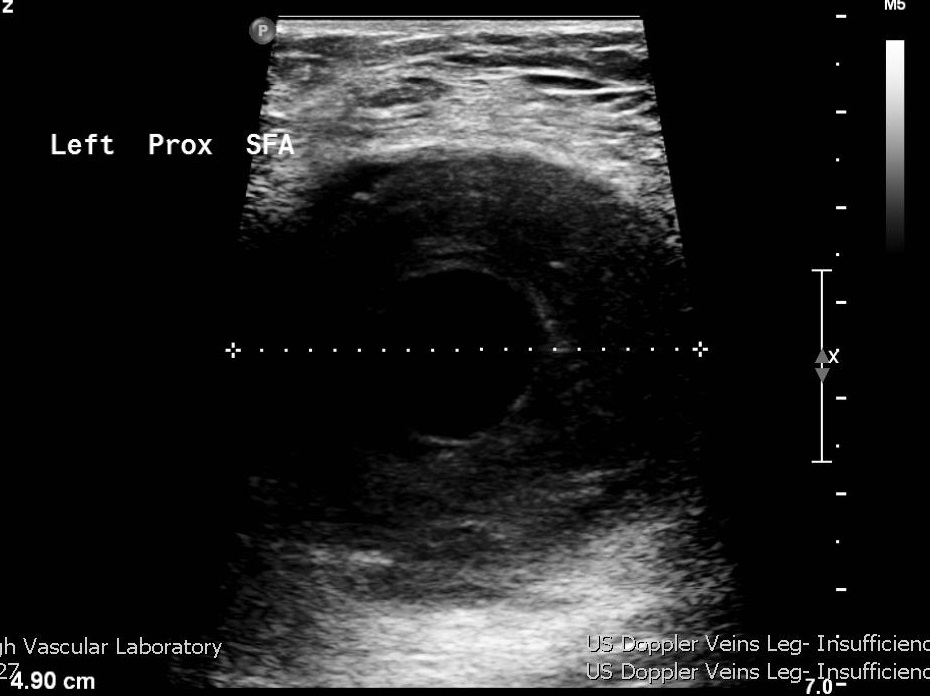 z
M5
P
Left Prox SFA
X
gh Vascular Laboratory
US Doppler Veins Leg- Insufficienc
27
US Doppler Veins Leg- Insufficienc
4.90 cm
7.0